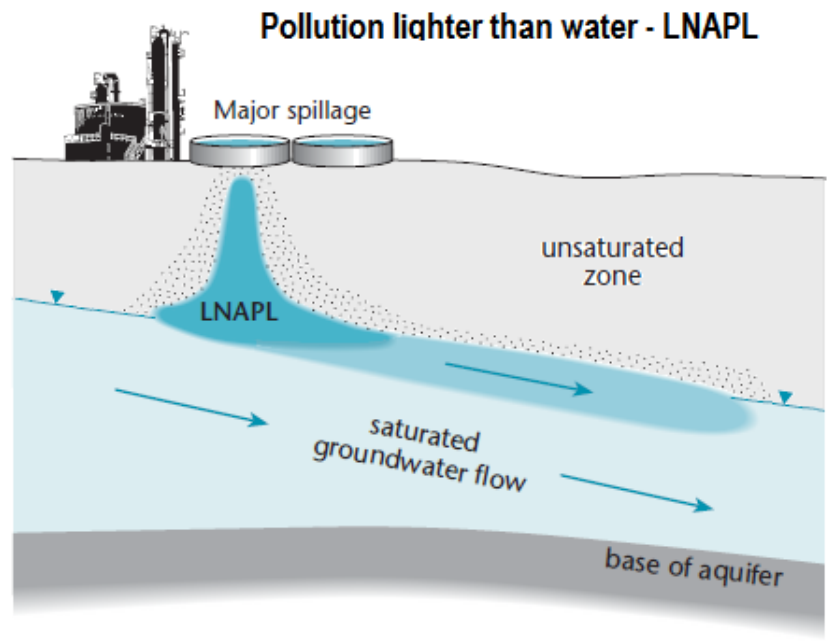 Pollution lighter than water - LNAPL
Major spillage
unsaturated
zone
LNAPL
saturated
groundwater flow
base of aquifer